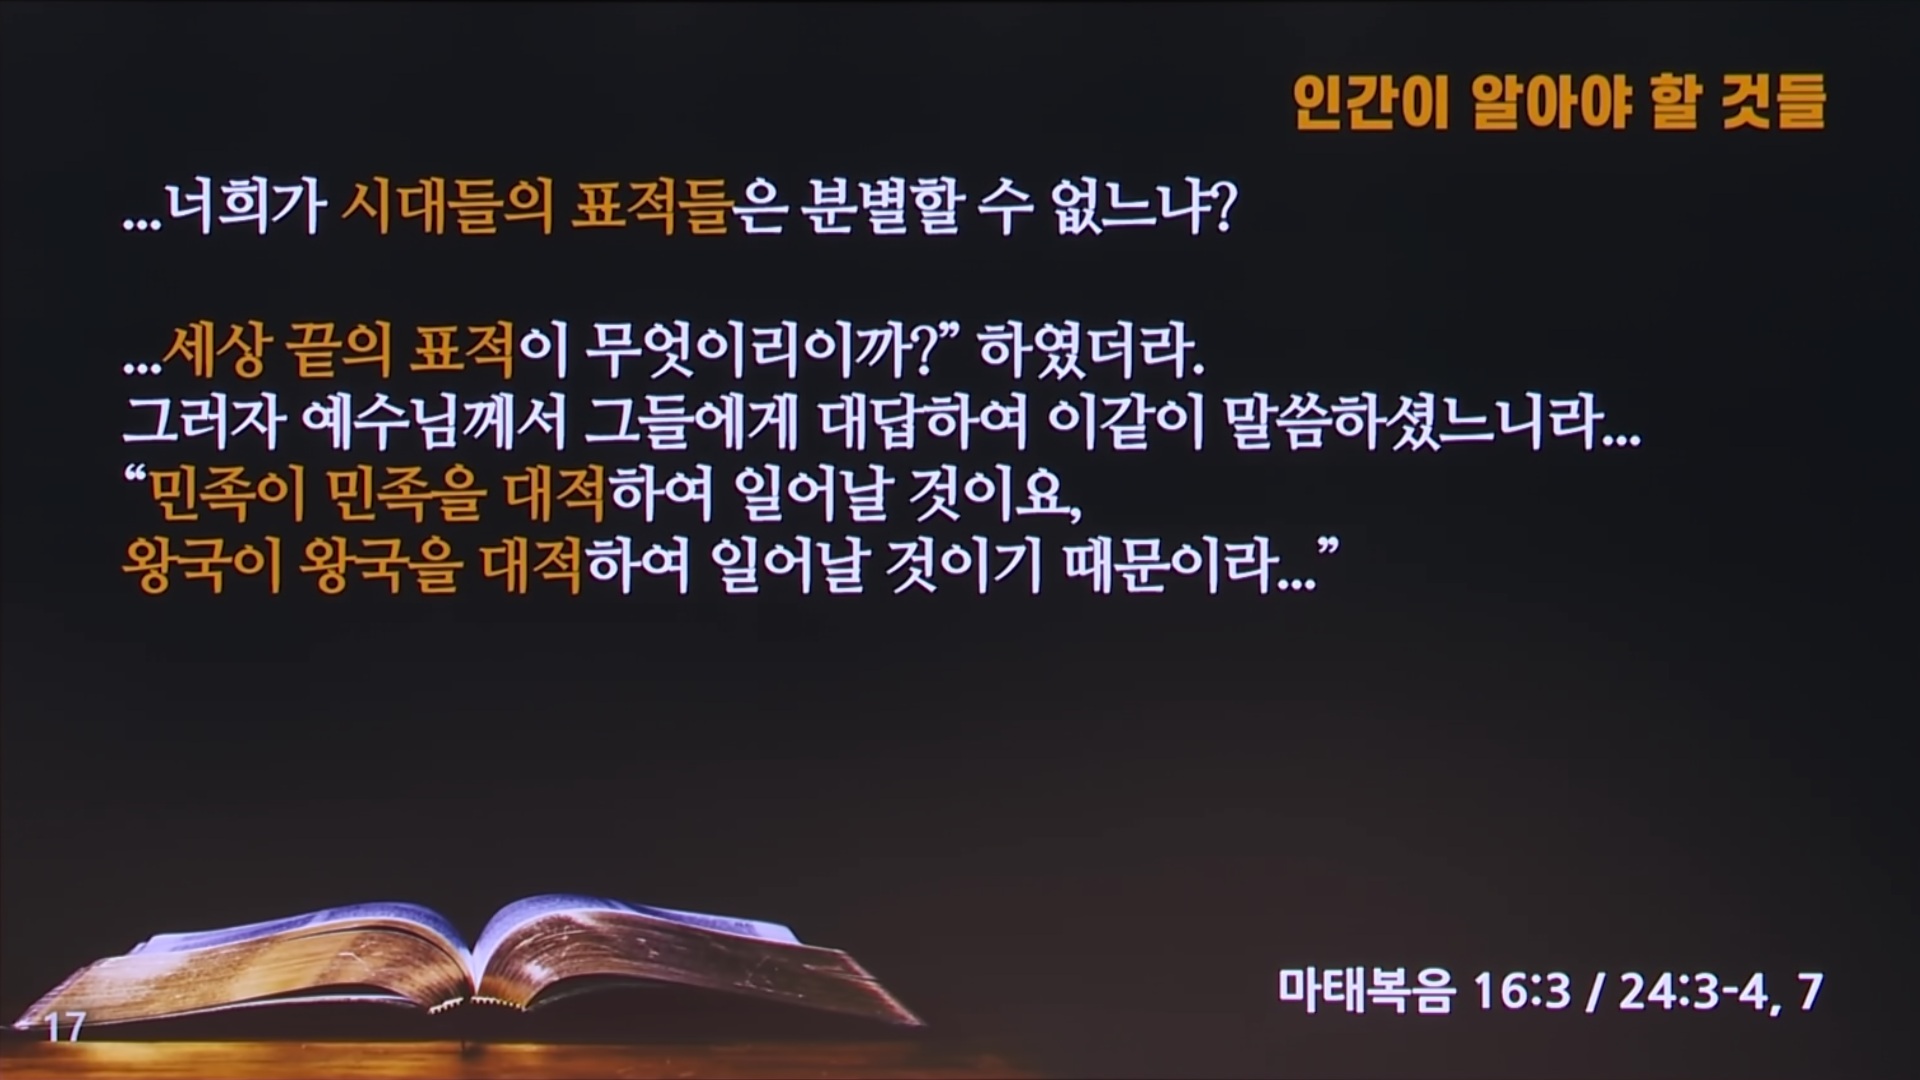 인간이 알아야 할 것들
...너희가 시대들의 표적들은 분별할 수 없느냐?
...세상 끝의 표적이 무엇이리이까?” 하였더라.
그러자 예수님께서 그들에게 대답하여 이같이 말씀하셨느니라...
“민족이 민족을 대적하여 일어날 것이요,
왕국이 왕국을 대적하여 일어날 것이기 때문이라...”
마태복음 16:3 / 24:3-4, 7
17